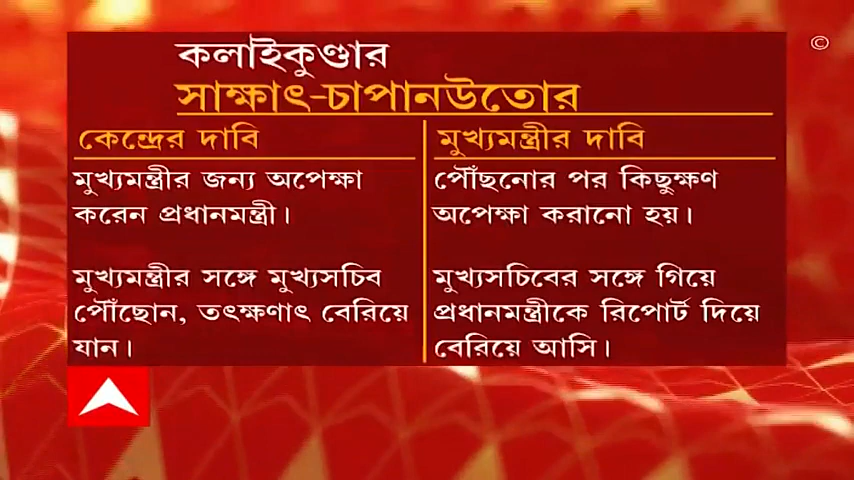 ©
কলাইকুণ্ডার
সাক্ষাৎ-চাপানউতোর
কেন্দ্রের দাবি
মুখ্যমন্ত্রীর জন্য অপেক্ষা
করেন প্রধানমন্ত্রী।
মুখ্যমন্ত্রীর সঙ্গে মুখ্যসচিব
পৌঁছোন, তৎক্ষণাৎ বেরিয়ে
যান।
মুখ্যমন্ত্রীর দাবি
পৌঁছনোর পর কিছুক্ষণ
অপেক্ষা করানো হয়।
মুখ্যসচিবের সঙ্গে গিয়ে
প্রধানমন্ত্রীকে রিপোর্ট দিয়ে
বেরিয়ে আসি।